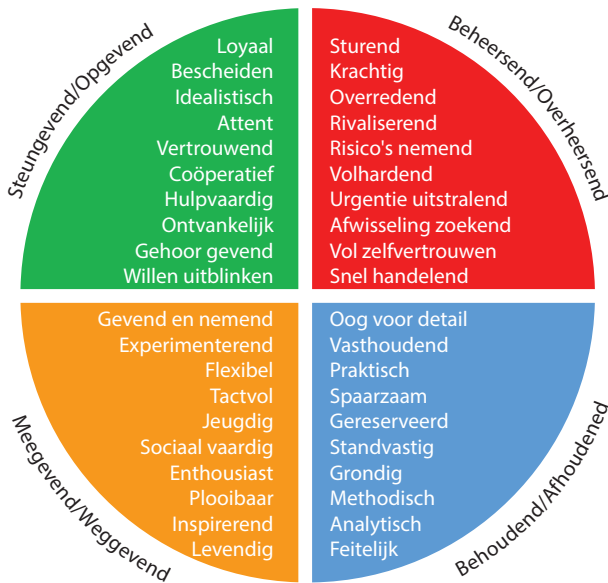 Steungevend/Opgevend
Loyaal
Bescheiden
Idealistisch
Attent
Vertrouwend
Coöperatief
Hulpvaardig
Ontvankelijk
Gehoor gevend
Willen uitblinken
Beheersend/Overheersend
Sturend
Krachtig
Overredend
Rivaliserend
Risico's nemend
Volhardend
Urgentie uitstralend
Afwisseling zoekend
Vol zelfvertrouwen
Snel handelend
Meegevend/Weggevend
Gevend en nemend
Experimenterend
Flexibel
Tactvol
Jeugdig
Sociaal vaardig
Enthousiast
Plooibaar
Inspirerend
Levendig
Behoudend/Afhoudened
Oog voor detail
Vasthoudend
Praktisch
Spaarzaam
Gereserveerd
Standvastig
Grondig
Methodisch
Analytisch
Feitelijk